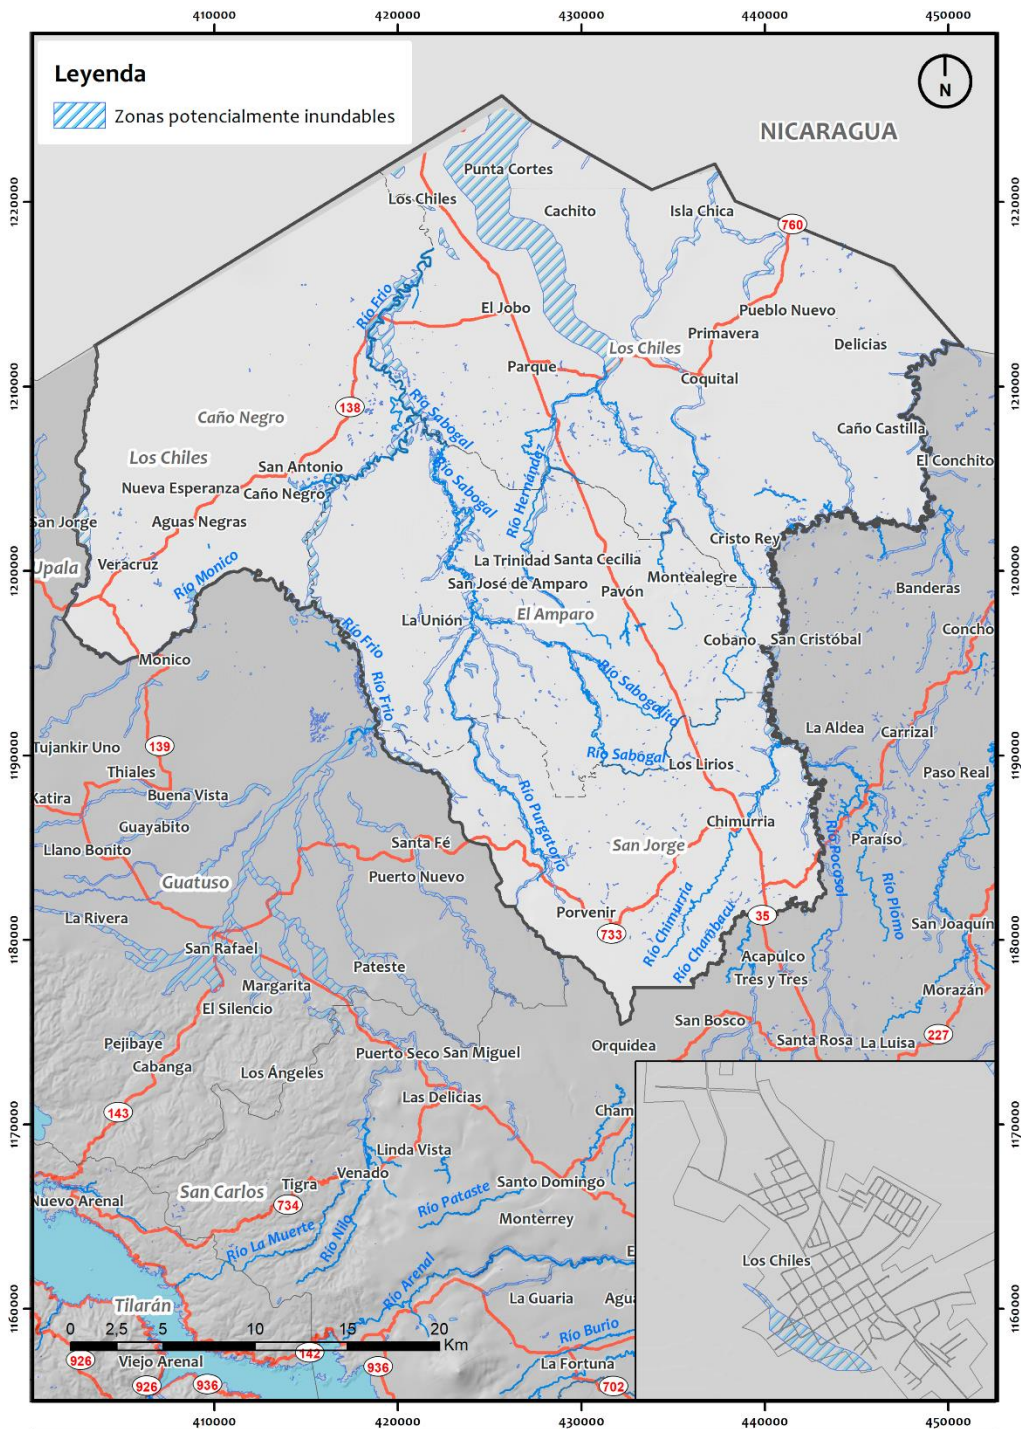 410000
420000
430000
440000
450000
Leyenda
Zonas potencialmente inundables
N
NICARAGUA
1220000
1220000
Punta Cortes
Los Chiles
Cachito
Isla Chica
760
Río Frío
El Jobo
Pueblo Nuevo
Primavera
Delicias
Los Chiles
Parque
Coquital
1210000
1210000
138
Río Sabogal
Caño Negro
Caño Castilla
Los Chiles
San Antonio
Río Sabogal
Río Hernández
El Conchito
Nueva Esperanza
Caño Negro
San Jorge
Aguas Negras
Cristo Rey
Upala
Veracruz
La Trinidad
Santa Cecilia
1200000
1200000
Río Monico
San José de Amparo
Montealegre
Pavón
Banderas
La Unión
El Amparo
Río Frío
Cobano
San Cristóbal
Concho
Monico
Río Frío
Río Sabogalito
La Aldea
Carrizal
139
Tujankir Uno
Río Sabogal
Los Lirios
1190000
1190000
Thiales
Paso Real
Katira
Buena Vista
Río Purgatorio
Guayabito
Chimurria
Llano Bonito
Santa Fé
San Jorge
Río Pocosol
Paraíso
Guatuso
Puerto Nuevo
Río Plomo
La Rivera
Porvenir
35
San Joaquín
733
Río Chimurria
Río Chambacú
1180000
1180000
San Rafael
Pateste
Acapulco
Margarita
Tres y Tres
El Silencio
Morazán
San Bosco
227
Pejibaye
Puerto Seco
San Miguel
Orquidea
Santa Rosa
La Luisa
Cabanga
Los Ángeles
143
Las Delicias
Cham
1170000
1170000
Linda Vista
Venado
Nuevo Arenal
San Carlos
Tigra
Santo Domingo
734
Río Pataste
Monterrey
Río La Muerte
Río Nilo
Los Chiles
Río Arenal
E
La Guaria
Agua
1160000
1160000
Tilarán
0
2,5
5
10
15
20
Km
Río Burio
926
Viejo Arenal
142
936
La Fortuna
926
936
702
410000
420000
430000
440000
450000